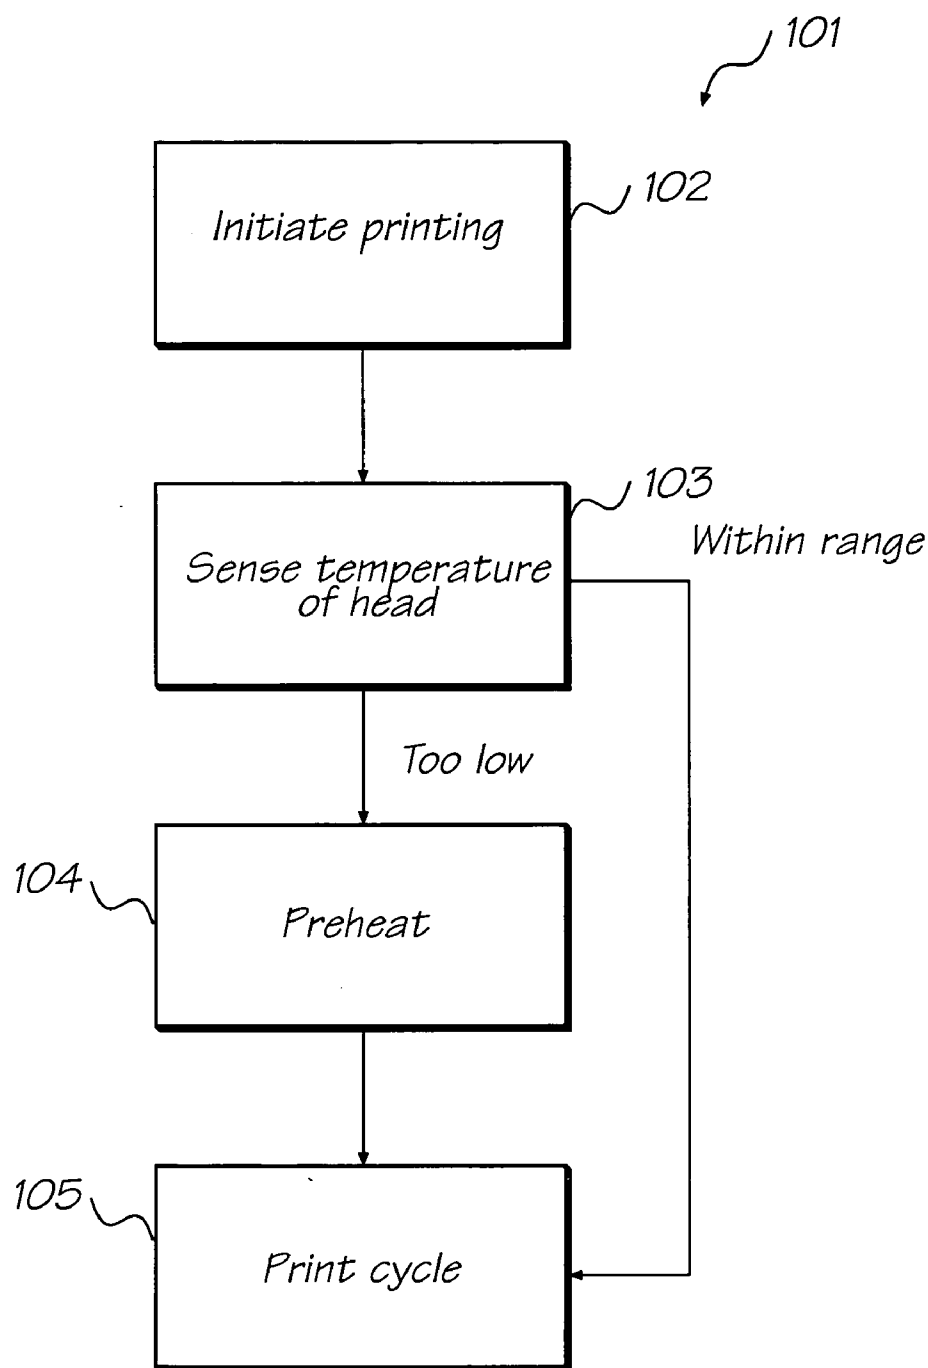 101
102
Initiate printing
103
Within range
Sense temperature
of head
Too low
104
Preheat
105
Print cycle